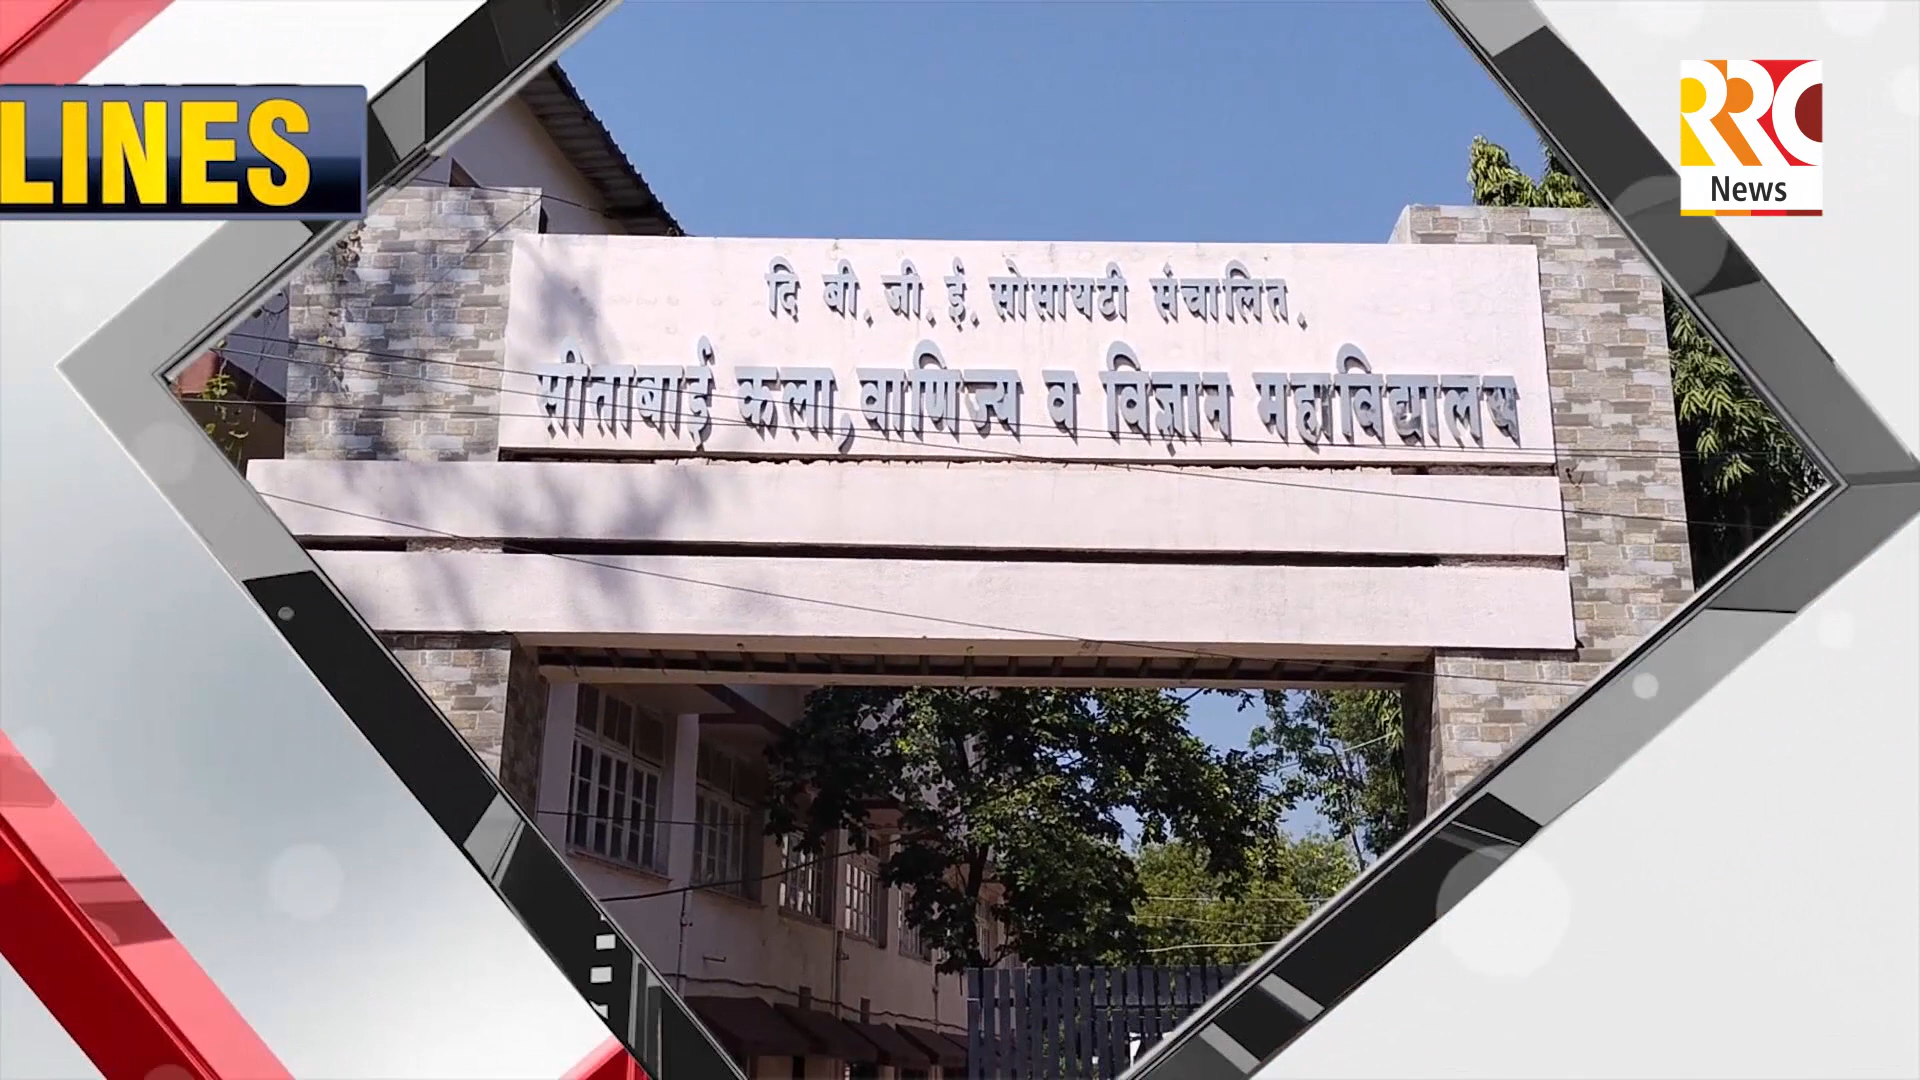 LINES
RRC
News
दि बी. जी. ई. सोसायटी संचालित.
सीताबाई कला, वाणिज्य व विज्ञान महाविद्यालय